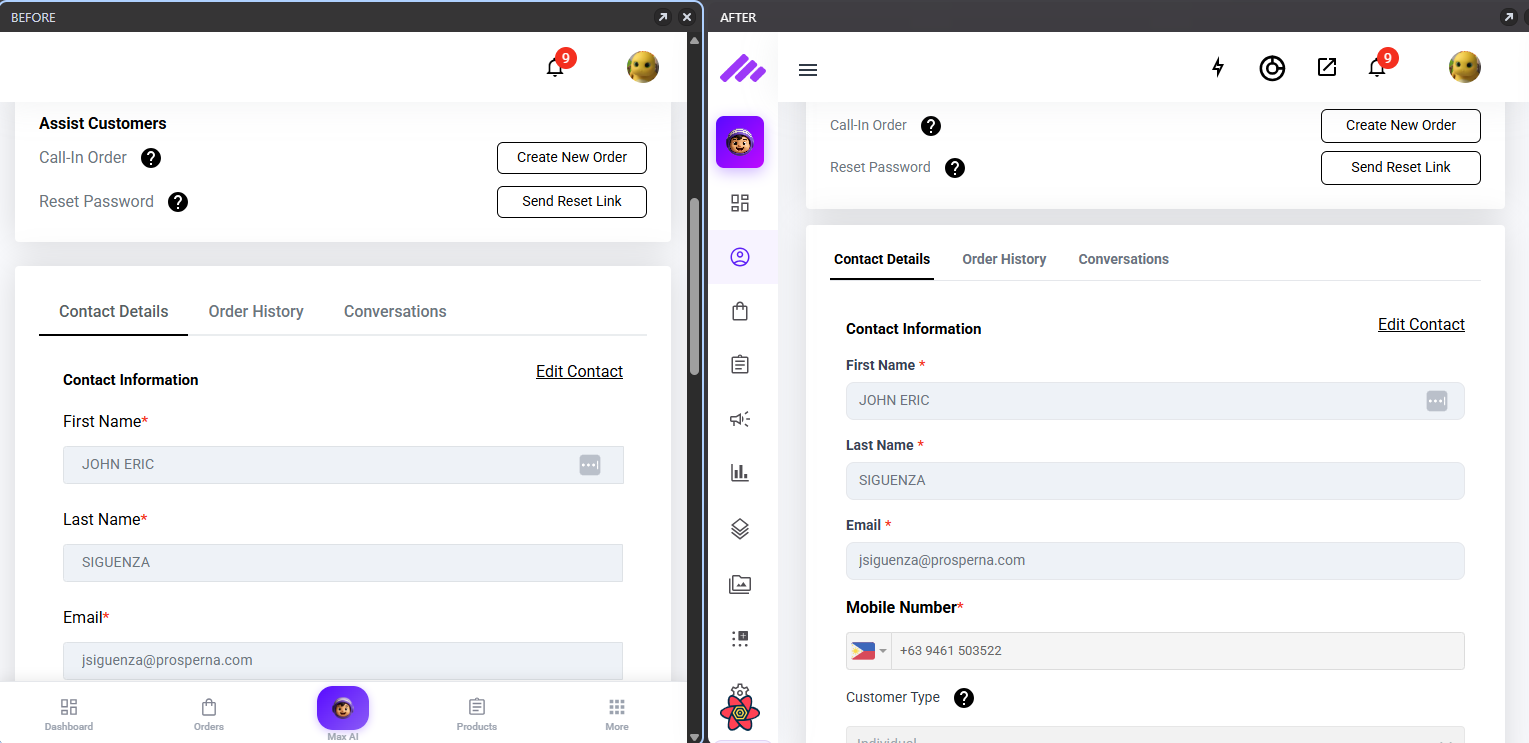 BEFORE
9
Assist Customers
Call-In Order ?
Create New Order
Reset Password ?
Send Reset Link
Contact Details Order History Conversations
Contact Information
Edit Contact
First Name*
JOHN ERIC
Last Name*
SIGUENZA
Email*
jsiguenza@prosperna.com
Dashboard Orders Max AI Products More
AFTER
9
Call-In Order ?
Create New Order
Reset Password ?
Send Reset Link
Contact Details Order History Conversations
Contact Information
Edit Contact
First Name *
JOHN ERIC
Last Name *
SIGUENZA
Email *
jsiguenza@prosperna.com
Mobile Number*
+63 9461 503522
Customer Type ?
Individual